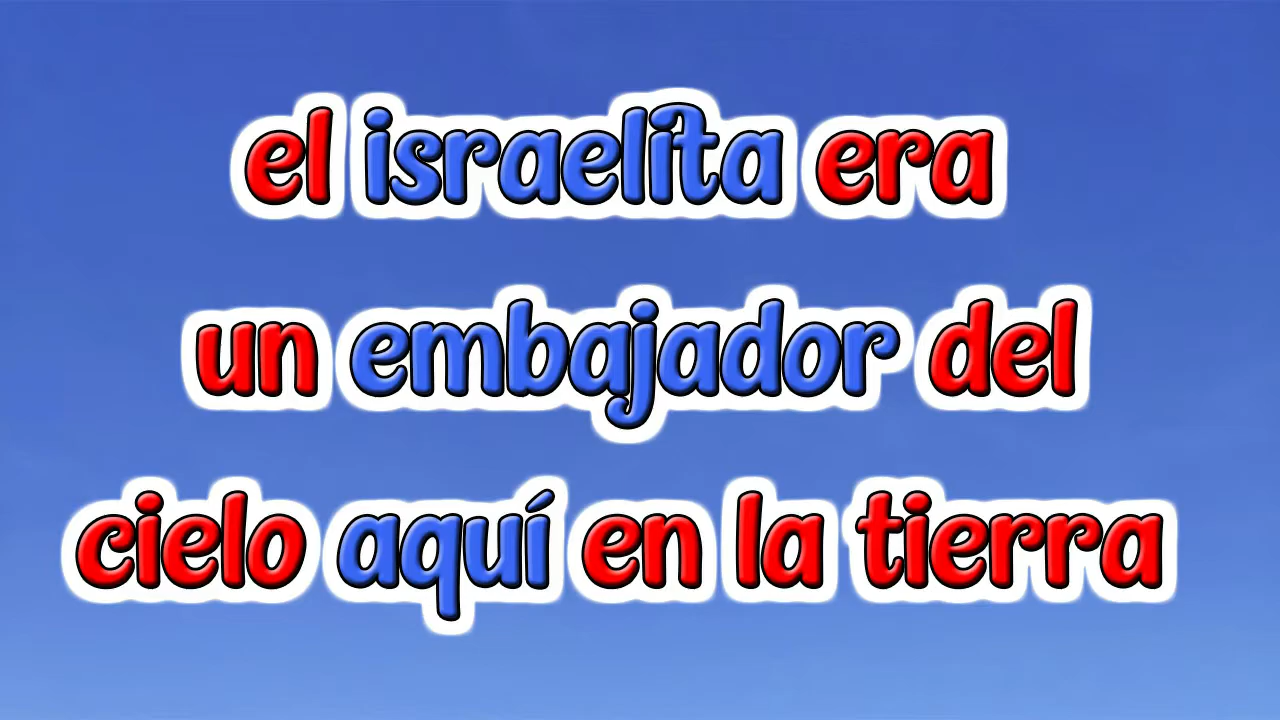 el israelita era
un embajador del
cielo aquí en la tierra